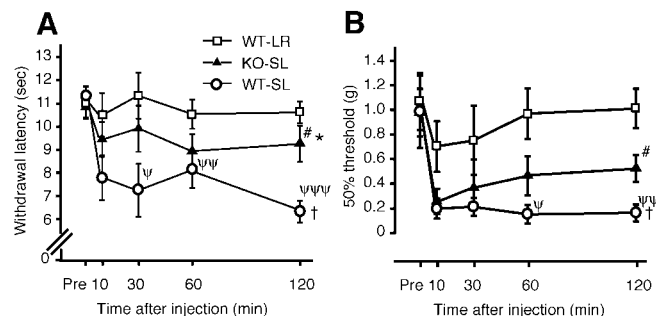 A
B
WT-LR
KO-SL
WT-SL
Withdrawal latency (sec)
13
12
11
10
9
8
7
6
0
ψ
ψψ
# *
ψψψ
†
Pre 10 30 60 120
Time after injection (min)
50% threshold (g)
1.4
1.2
1.0
0.8
0.6
0.4
0.2
0
#
ψ
ψψ
†
Pre 10 30 60 120
Time after injection (min)